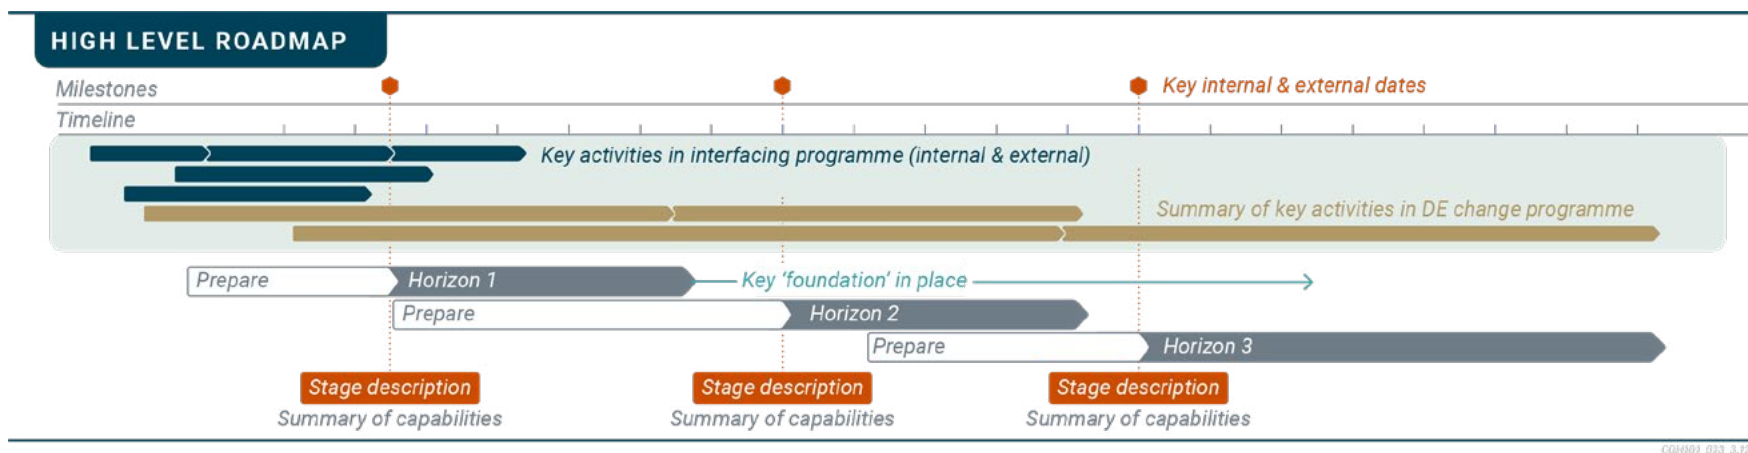 HIGH LEVEL ROADMAP
Milestones
Key internal & external dates
Timeline
Key activities in interfacing programme (internal & external)
Summary of key activities in DE change programme
Prepare
Horizon 1
Key ‘foundation’ in place
Prepare
Horizon 2
Prepare
Horizon 3
Stage description
Stage description
Stage description
Summary of capabilities
Summary of capabilities
Summary of capabilities